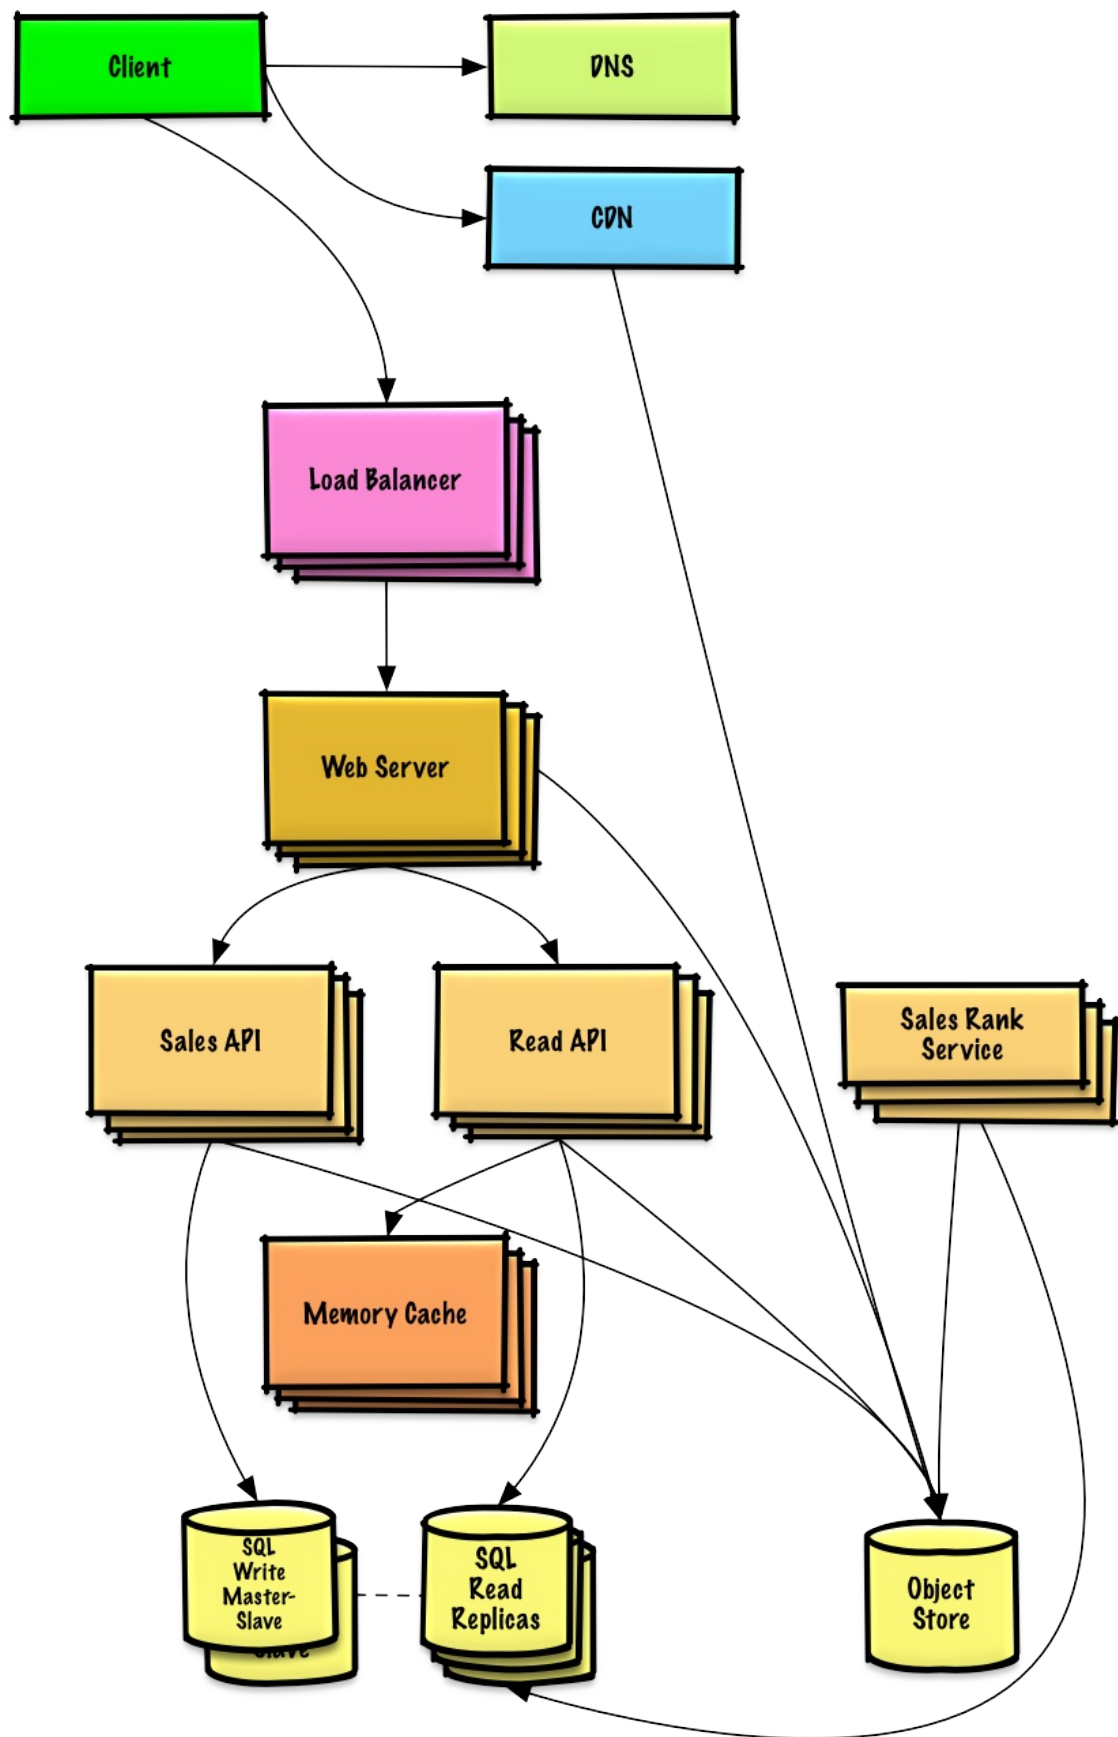 Client
DNS
CDN
Load Balancer
Web Server
Sales API
Read API
Sales Rank
Service
Memory Cache
SQL
Write
Master-
Slave
Slave
SQL
Read
Replicas
Object
Store